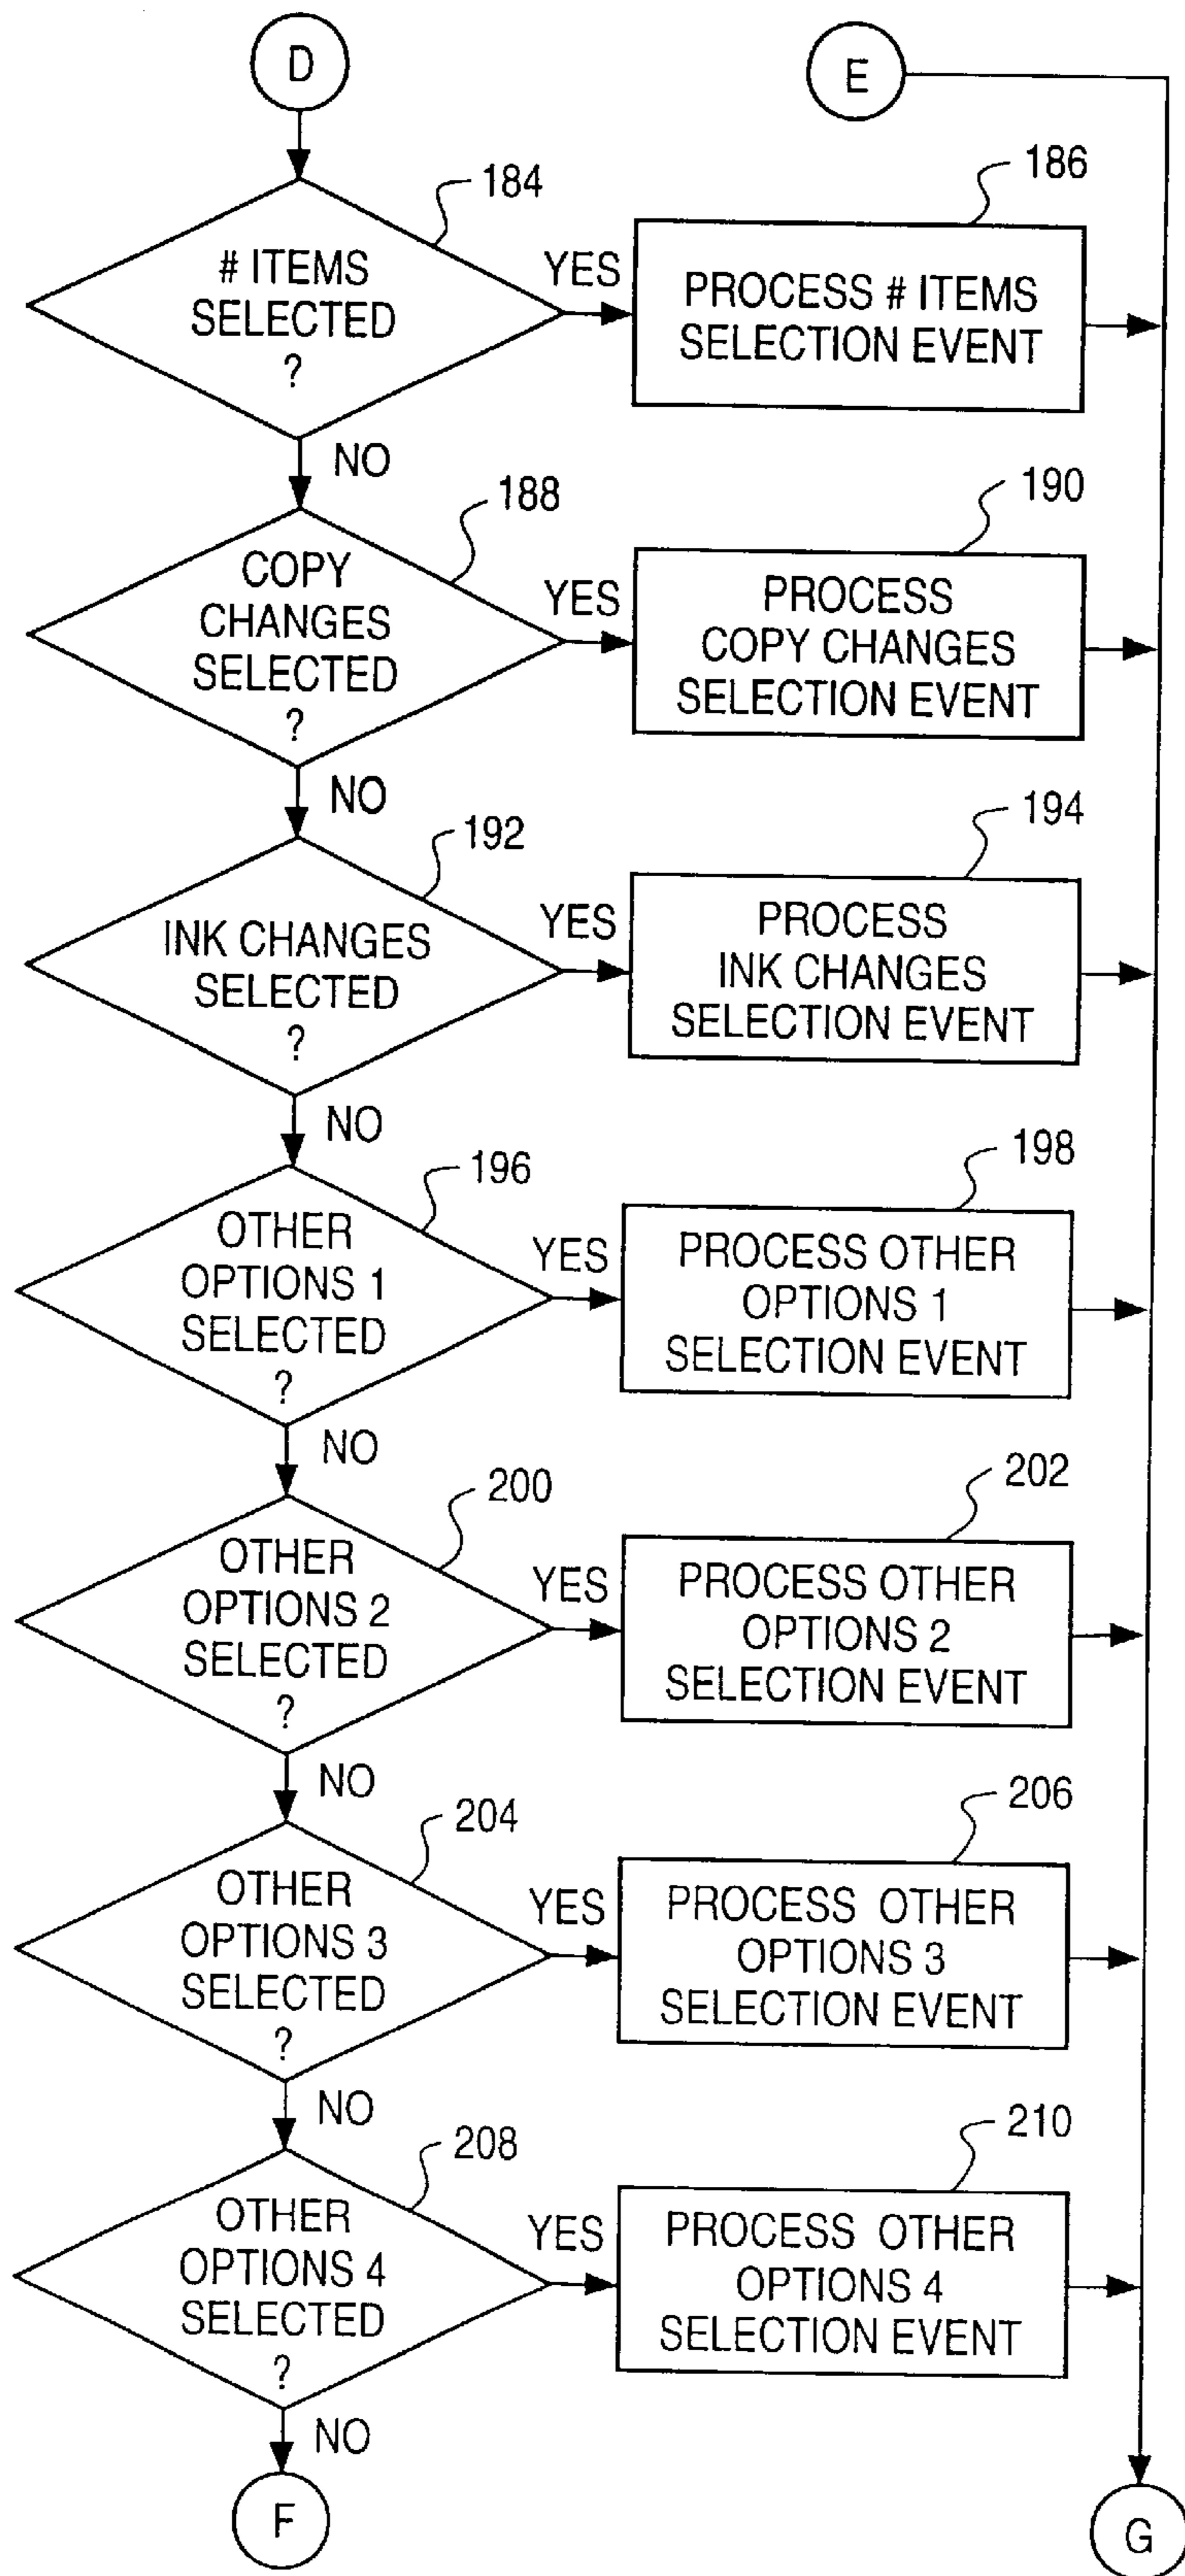 D
E
184
186
# ITEMS
SELECTED
?
YES
PROCESS # ITEMS
SELECTION EVENT
NO
188
190
COPY
CHANGES
SELECTED
?
YES
PROCESS
COPY CHANGES
SELECTION EVENT
NO
192
194
INK CHANGES
SELECTED
?
YES
PROCESS
INK CHANGES
SELECTION EVENT
NO
196
198
OTHER
OPTIONS 1
SELECTED
?
YES
PROCESS OTHER
OPTIONS 1
SELECTION EVENT
NO
200
202
OTHER
OPTIONS 2
SELECTED
?
YES
PROCESS OTHER
OPTIONS 2
SELECTION EVENT
NO
204
206
OTHER
OPTIONS 3
SELECTED
?
YES
PROCESS OTHER
OPTIONS 3
SELECTION EVENT
NO
208
210
OTHER
OPTIONS 4
SELECTED
?
YES
PROCESS OTHER
OPTIONS 4
SELECTION EVENT
NO
F
G